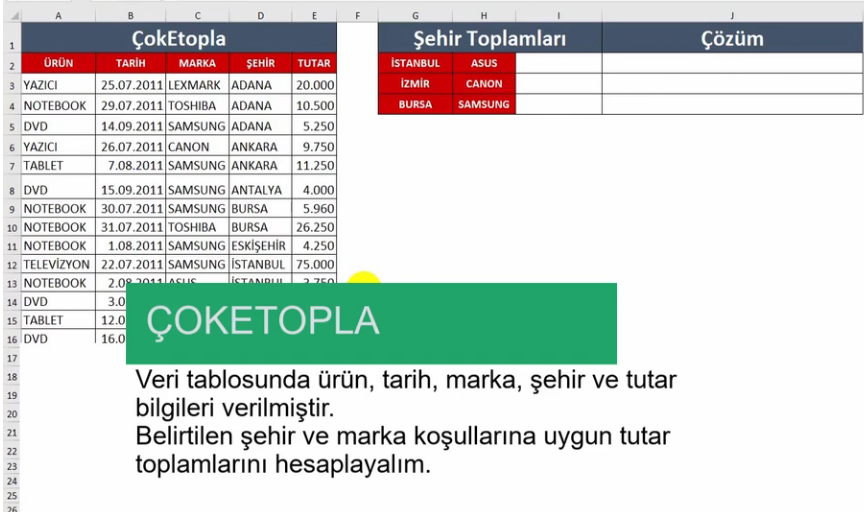 A B C D E F G H I J
1 ÇokEtopla Şehir Toplamları Çözüm
2 ÜRÜN TARİH MARKA ŞEHİR TUTAR İSTANBUL ASUS
3 YAZICI 25.07.2011 LEXMARK ADANA 20.000 İZMİR CANON
4 NOTEBOOK 29.07.2011 TOSHIBA ADANA 10.500 BURSA SAMSUNG
5 DVD 14.09.2011 SAMSUNG ADANA 5.250
6 YAZICI 26.07.2011 CANON ANKARA 9.750
7 TABLET 7.08.2011 SAMSUNG ANKARA 11.250
8 DVD 15.09.2011 SAMSUNG ANTALYA 4.000
9 NOTEBOOK 30.07.2011 SAMSUNG BURSA 5.960
10 NOTEBOOK 31.07.2011 TOSHIBA BURSA 26.250
11 NOTEBOOK 1.08.2011 SAMSUNG ESKİŞEHİR 4.250
12 TELEVİZYON 22.07.2011 SAMSUNG İSTANBUL 75.000
13 NOTEBOOK 2.08.2011 ASUS İSTANBUL 3.750
14 DVD 3.0
15 TABLET 12.0
16 DVD 16.0
ÇOKETOPLA
17
18
Veri tablosunda ürün, tarih, marka, şehir ve tutar
19
bilgileri verilmiştir.
20
21
Belirtilen şehir ve marka koşullarına uygun tutar
22
toplamlarını hesaplayalım.
23
24
25
26